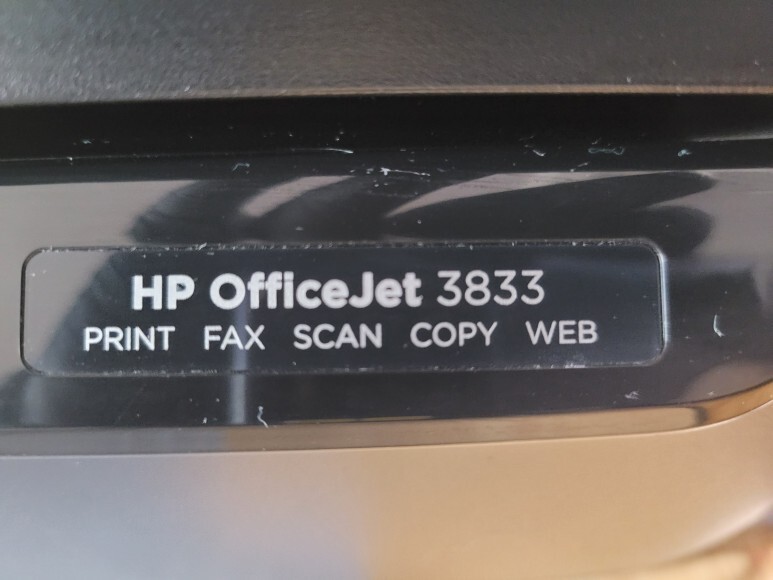 HP OfficeJet 3833
PRINT FAX SCAN COPY WEB